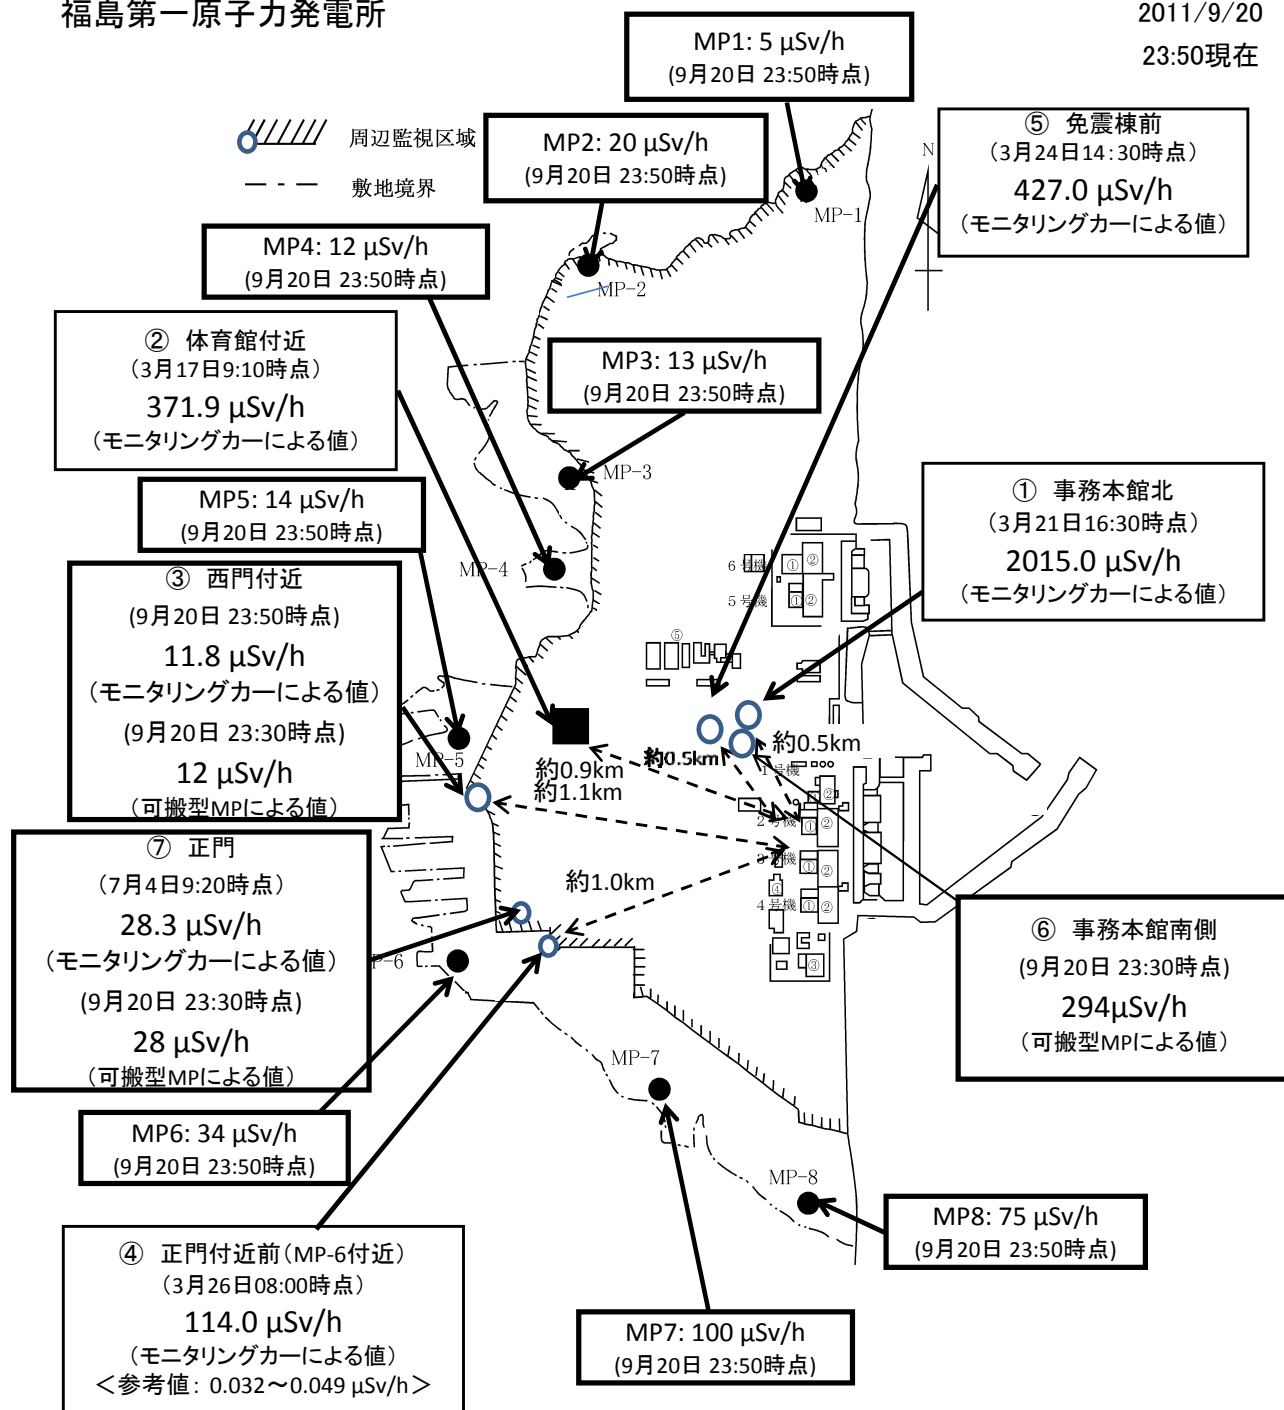 福島第一原子力発電所
2011/9/20
23:50現在
周辺監視区域
敷地境界
MP1: 5 μSv/h
(9月20日 23:50時点)
MP2: 20 μSv/h
(9月20日 23:50時点)
MP4: 12 μSv/h
(9月20日 23:50時点)
⑤ 免震棟前
(3月24日14:30時点)
427.0 μSv/h
(モニタリングカーによる値)
N
MP-1
MP-2
② 体育館付近
(3月17日9:10時点)
371.9 μSv/h
(モニタリングカーによる値)
MP3: 13 μSv/h
(9月20日 23:50時点)
MP-3
MP5: 14 μSv/h
(9月20日 23:50時点)
① 事務本館北
(3月21日16:30時点)
2015.0 μSv/h
(モニタリングカーによる値)
MP-4
6号機
① ②
5号機
① ②
⑤
③ 西門付近
(9月20日 23:50時点)
11.8 μSv/h
(モニタリングカーによる値)
(9月20日 23:30時点)
12 μSv/h
(可搬型MPによる値)
MP-5
約0.9km
約1.1km
約0.5km
約0.5km
1号機
②
2号機
① ②
3号機
① ②
④
4号機
① ②
③
約1.0km
⑦ 正門
(7月4日9:20時点)
28.3 μSv/h
(モニタリングカーによる値)
(9月20日 23:30時点)
28 μSv/h
(可搬型MPによる値)
P-6
⑥ 事務本館南側
(9月20日 23:30時点)
294μSv/h
(可搬型MPによる値)
MP-7
MP6: 34 μSv/h
(9月20日 23:50時点)
MP-8
MP8: 75 μSv/h
(9月20日 23:50時点)
④ 正門付近前(MP-6付近)
(3月26日08:00時点)
114.0 μSv/h
(モニタリングカーによる値)
<参考値: 0.032~0.049 μSv/h>
MP7: 100 μSv/h
(9月20日 23:50時点)